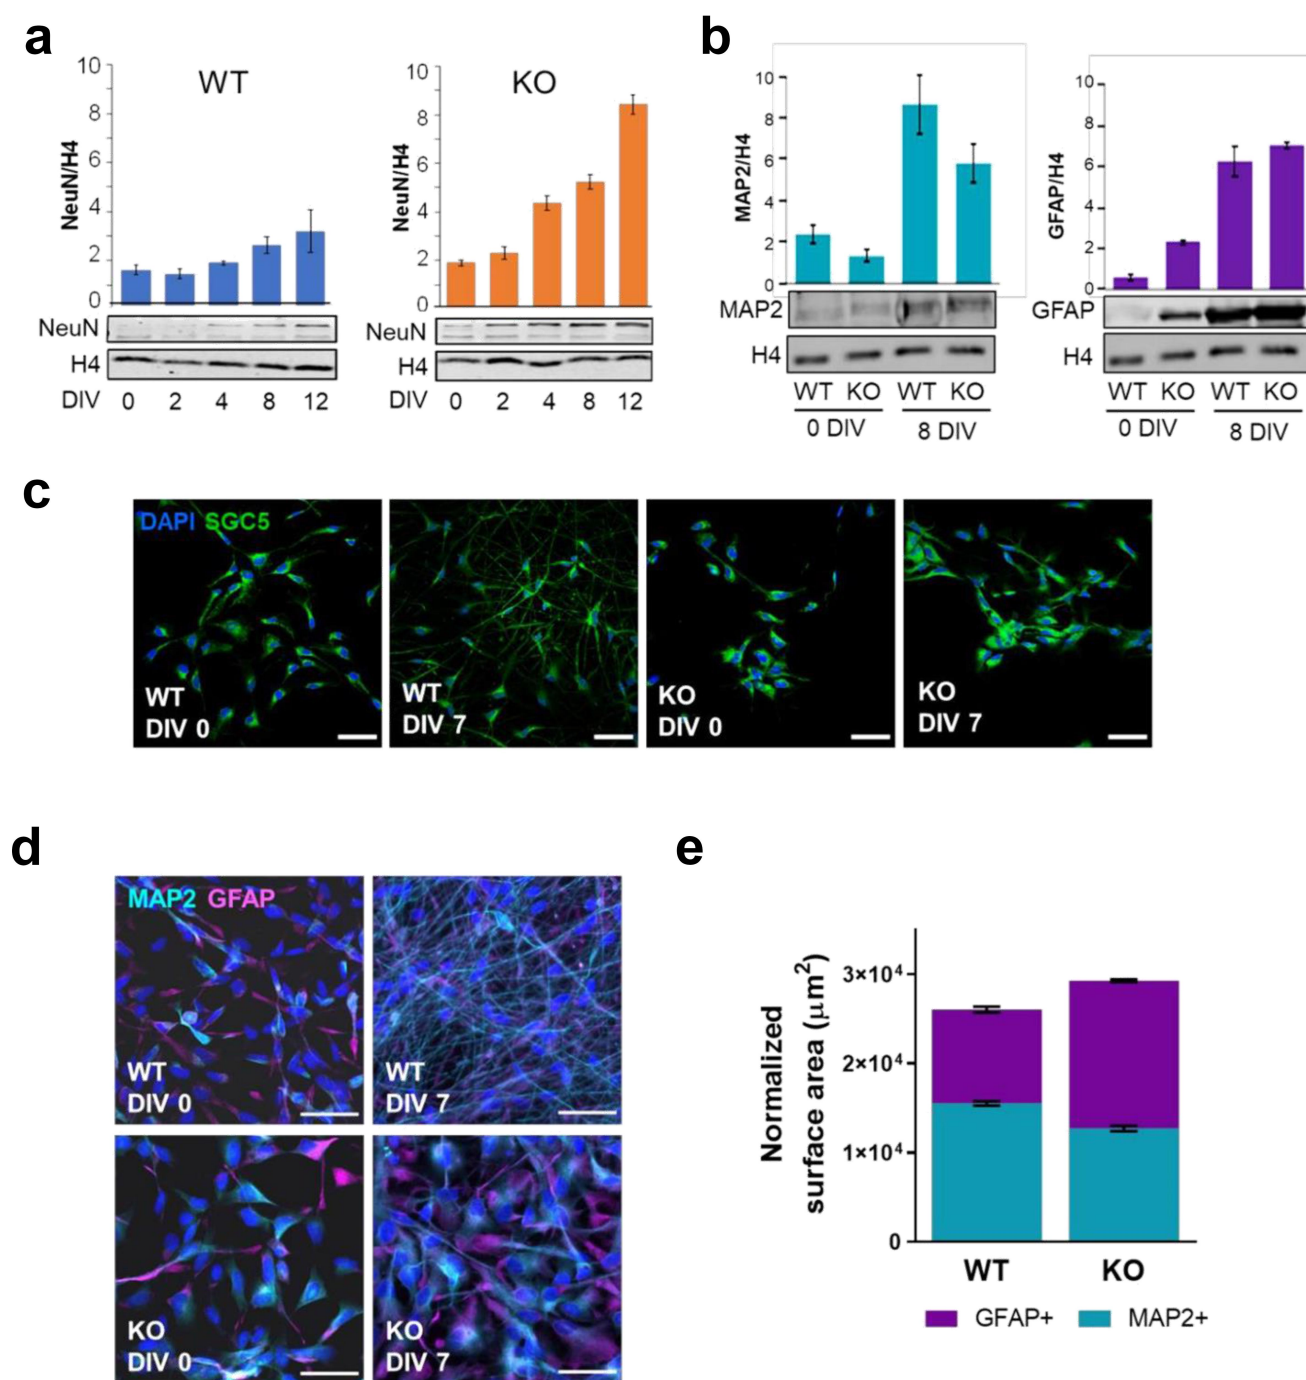 a
WT
NeuN/H4
10
8
6
4
2
0
NeuN
H4
DIV 0 2 4 8 12
KO
NeuN/H4
10
8
6
4
2
0
NeuN
H4
DIV 0 2 4 8 12
b
MAP2/H4
10
8
6
4
2
0
MAP2
H4
WT KO WT KO
0 DIV 8 DIV
GFAP/H4
10
8
6
4
2
0
GFAP
H4
WT KO WT KO
0 DIV 8 DIV
c
DAPI SGC5
WT
DIV 0
WT
DIV 7
KO
DIV 0
KO
DIV 7
d
MAP2 GFAP
WT
DIV 0
WT
DIV 7
KO
DIV 0
KO
DIV 7
e
Normalized
surface area (μm²)
3×10⁴
2×10⁴
1×10⁴
0
WT KO
GFAP+ MAP2+